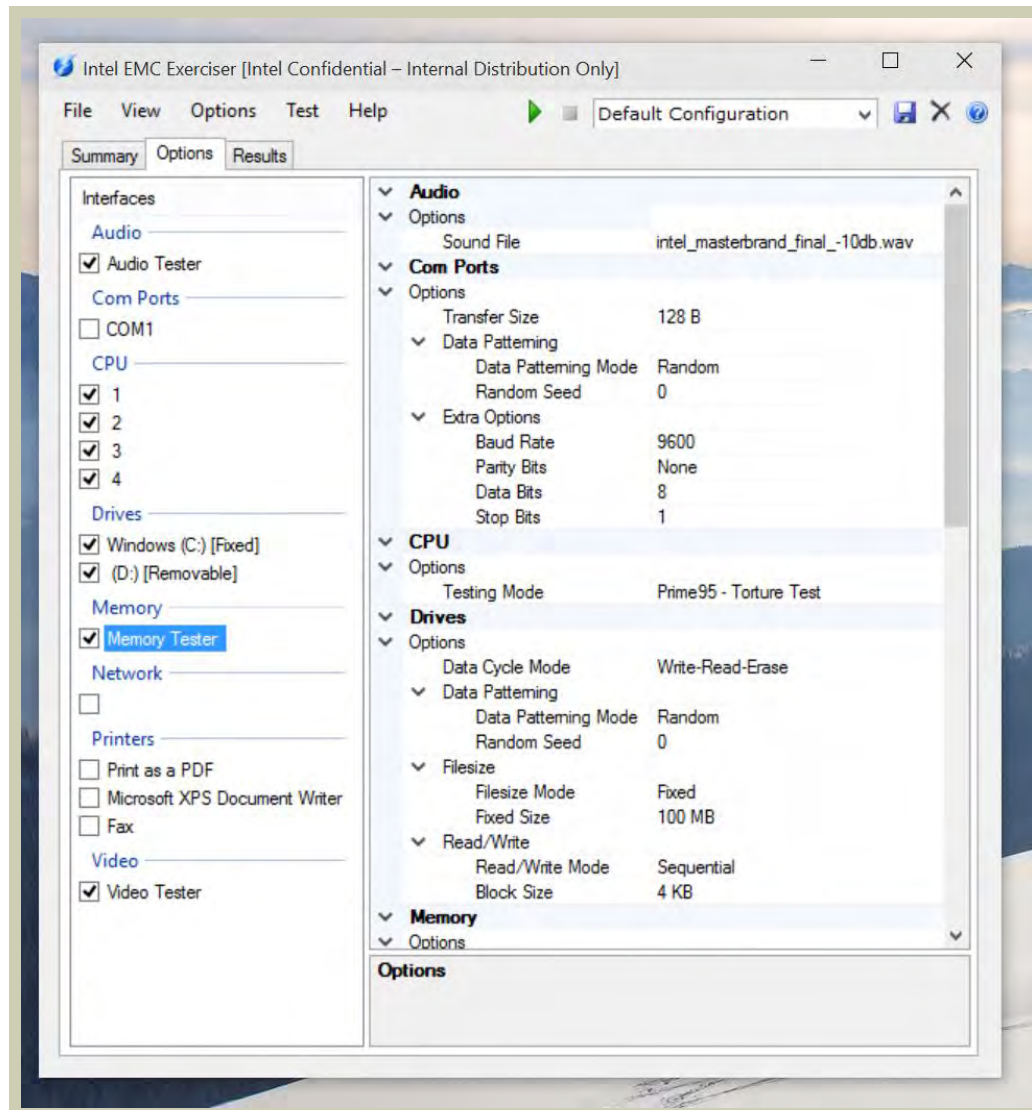 Intel EMC Exerciser [Intel Confidential – Internal Distribution Only]
File View Options Test Help Default Configuration
Summary Options Results
Interfaces
Audio
Audio Tester
Com Ports
COM1
CPU
1
2
3
4
Drives
Windows (C:) [Fixed]
(D:) [Removable]
Memory
Memory Tester
Network
Printers
Print as a PDF
Microsoft XPS Document Writer
Fax
Video
Video Tester
Audio
Options
Sound File intel_masterbrand_final_-10db.wav
Com Ports
Options
Transfer Size 128 B
Data Patterning
Data Patterning Mode Random
Random Seed 0
Extra Options
Baud Rate 9600
Parity Bits None
Data Bits 8
Stop Bits 1
CPU
Options
Testing Mode Prime95 - Torture Test
Drives
Options
Data Cycle Mode Write-Read-Erase
Data Patterning
Data Patterning Mode Random
Random Seed 0
Filesize
Filesize Mode Fixed
Fixed Size 100 MB
Read/Write
Read/Write Mode Sequential
Block Size 4 KB
Memory
Options
Options